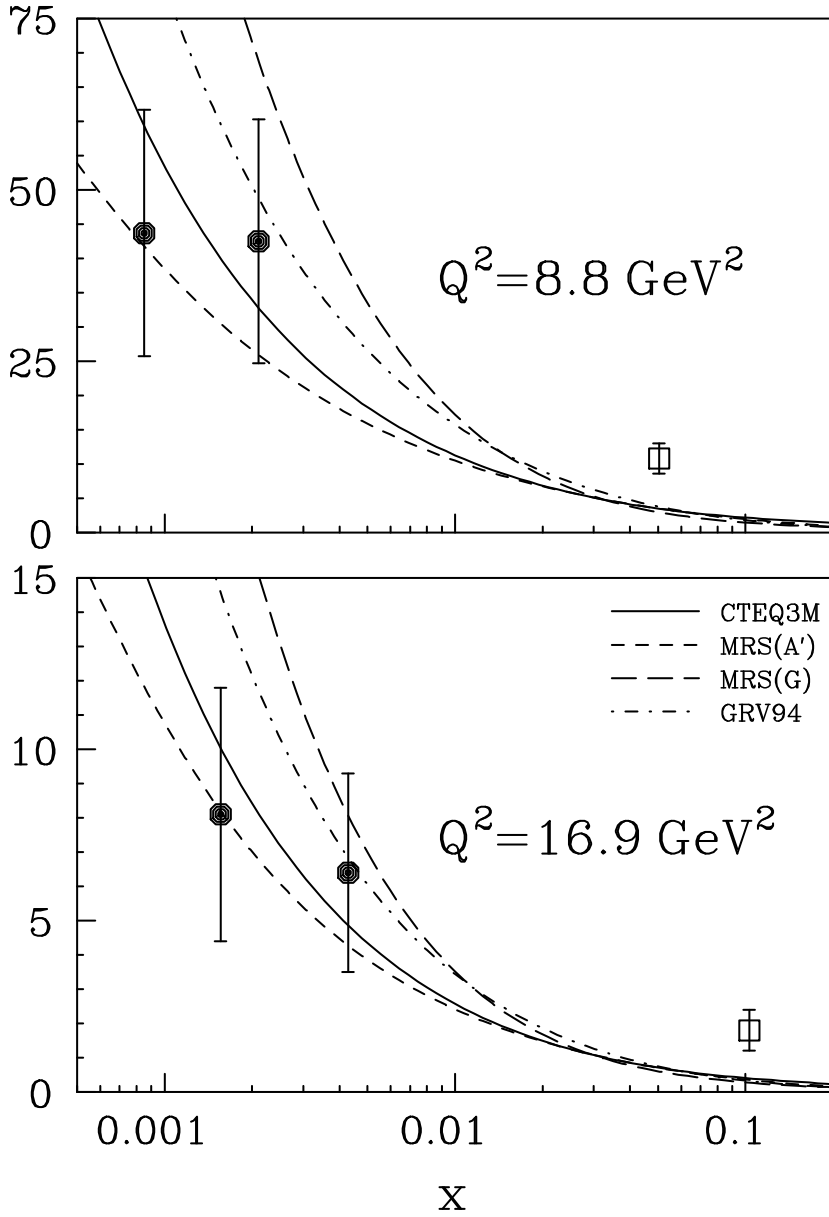 75
50
Q²=8.8 GeV²
25
0
15
CTEQ3M
MRS(A′)
MRS(G)
GRV94
10
Q²=16.9 GeV²
5
0
0.001 0.01 0.1
x